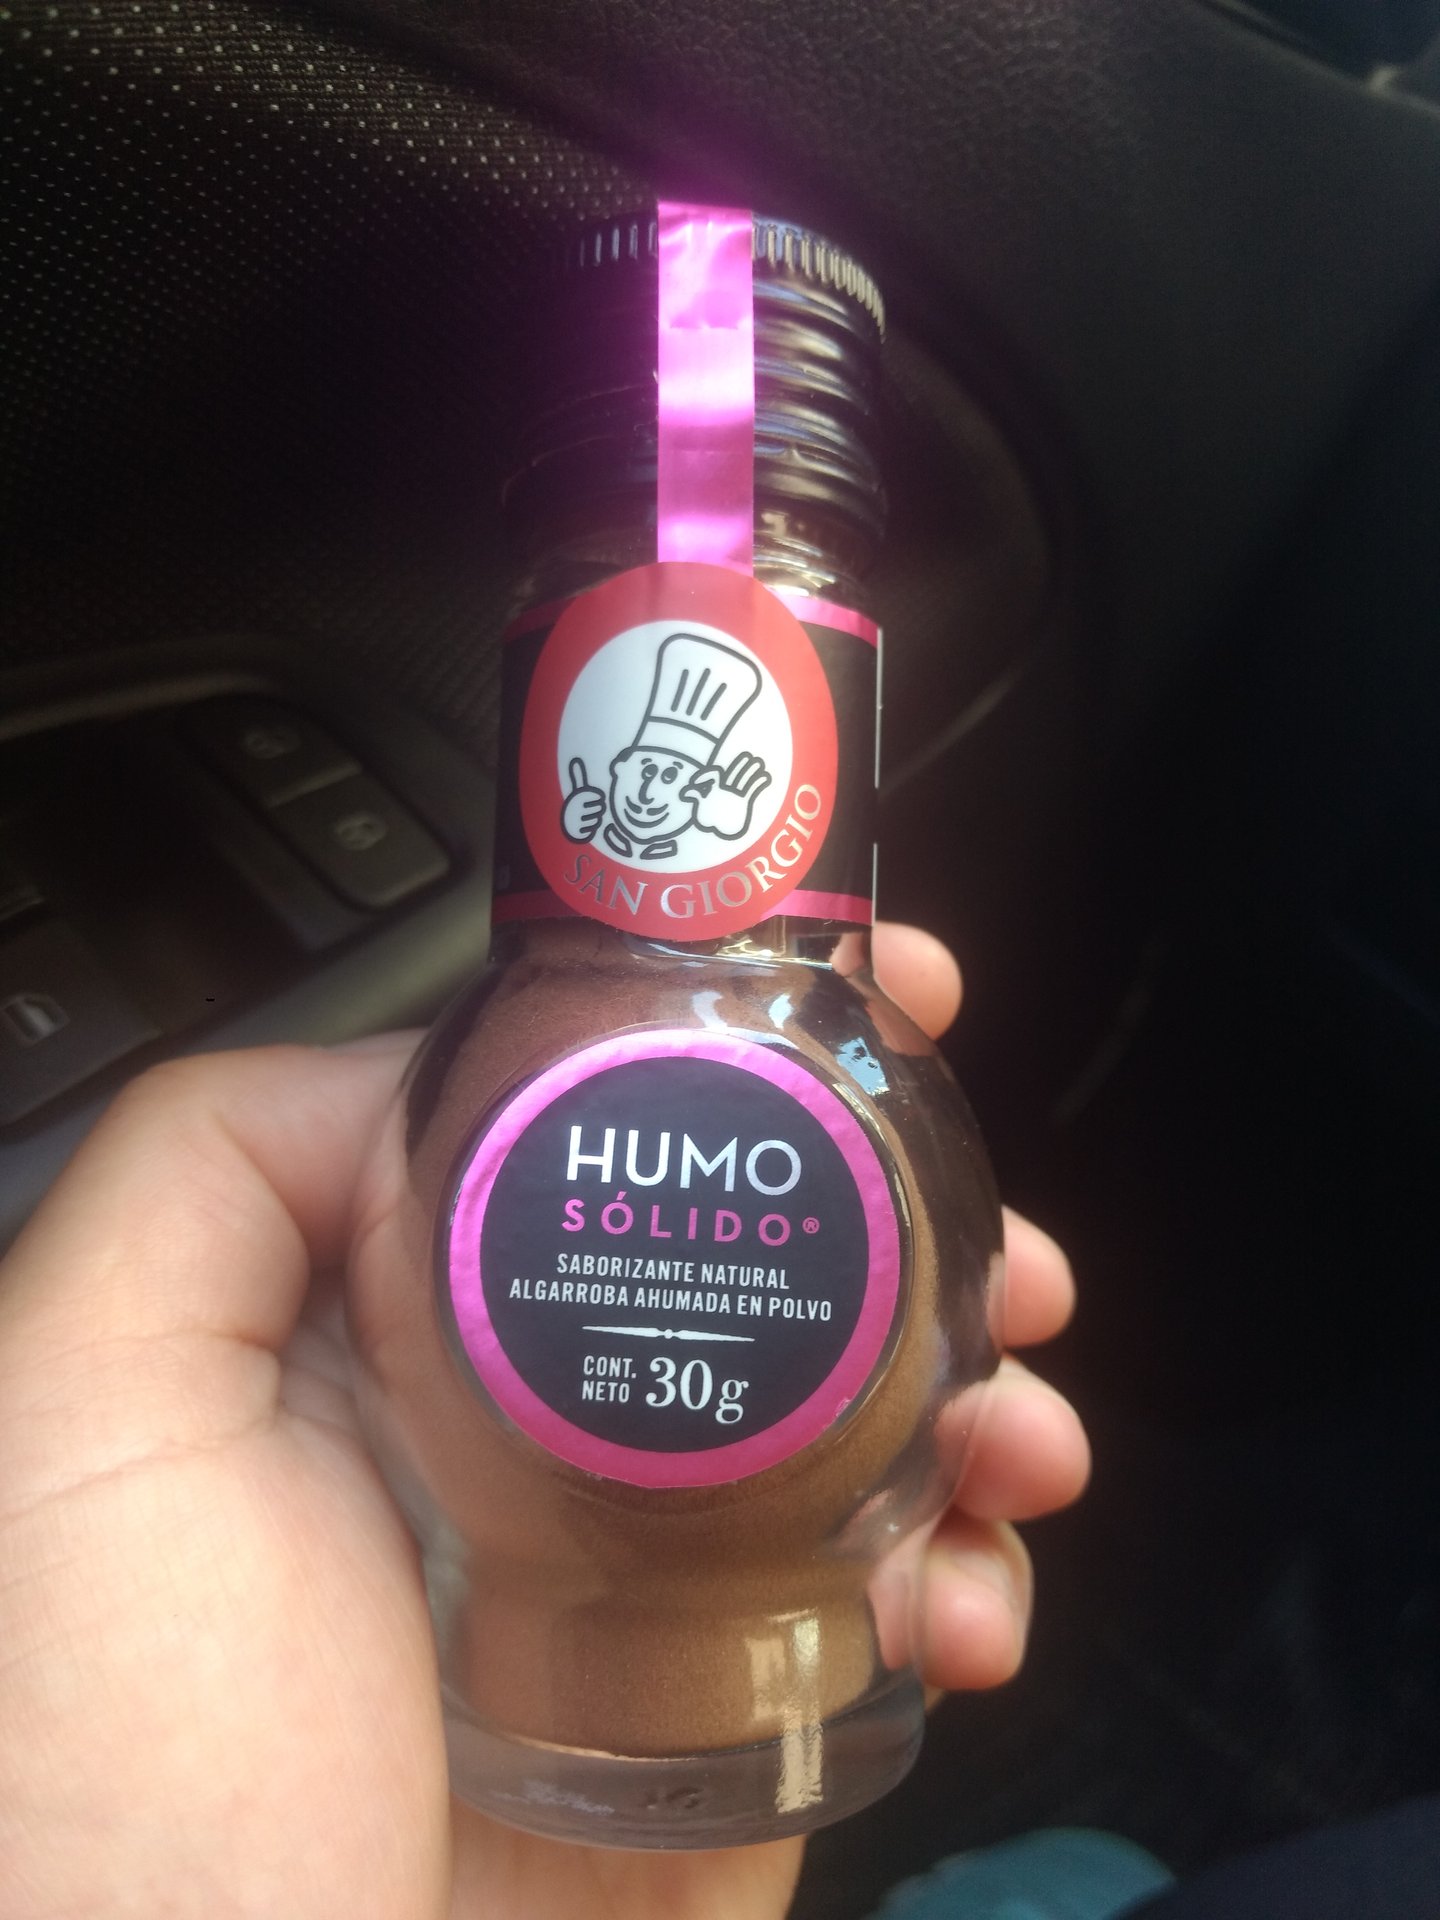 SAN GIORGIO
HUMO
SÓLIDO®
SABORIZANTE NATURAL
ALGARROBA AHUMADA EN POLVO
CONT.
NETO 30g